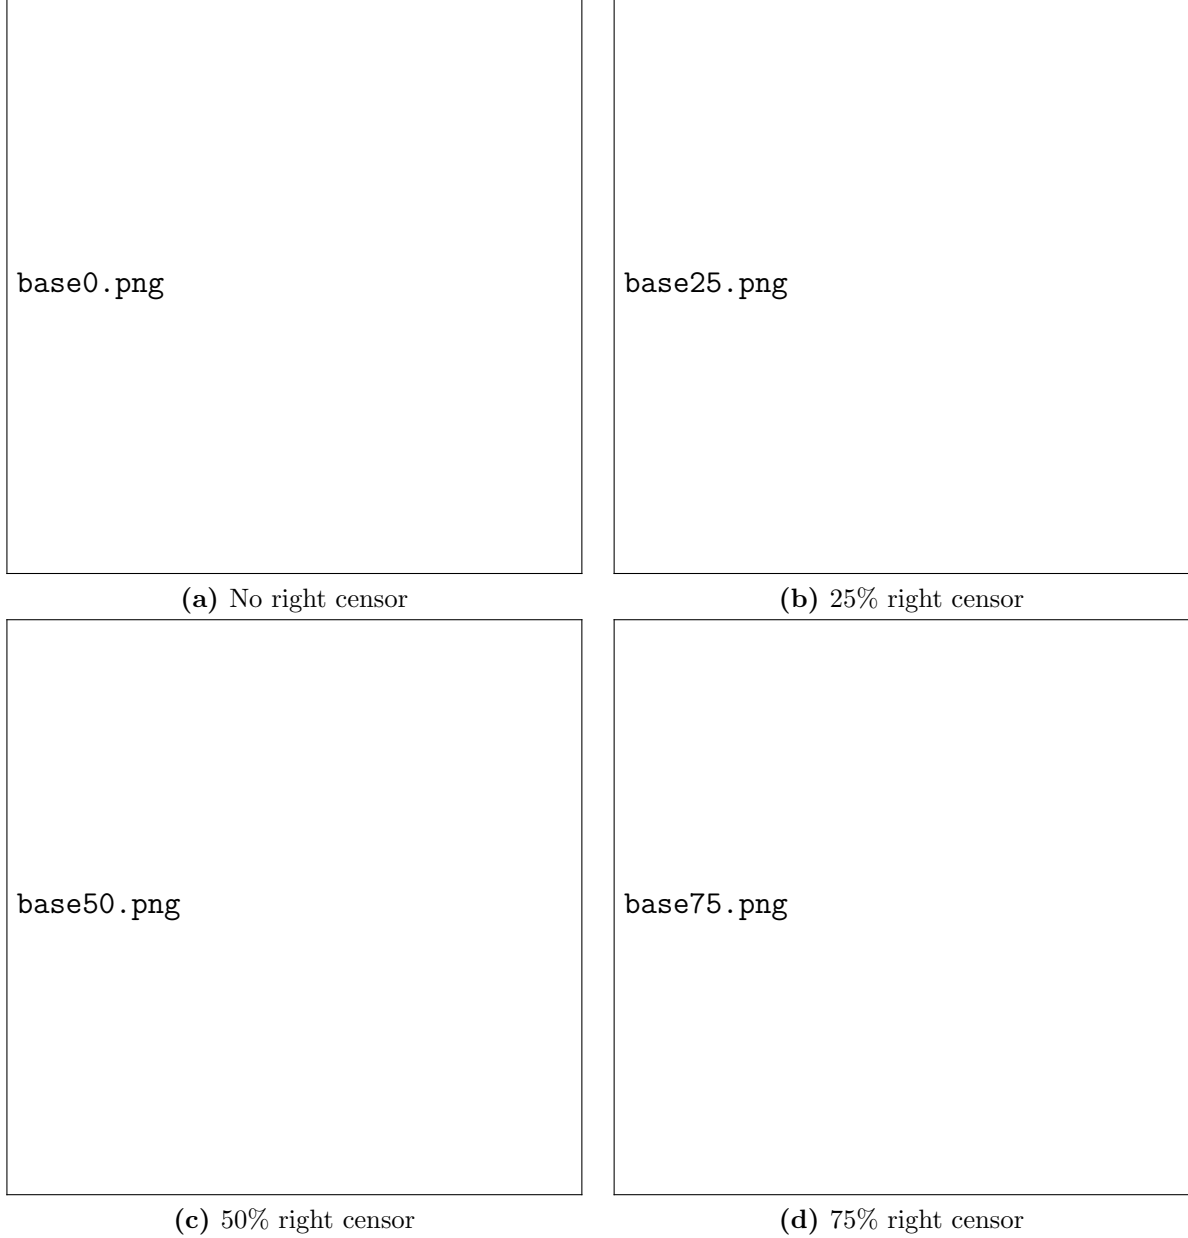 base0.png
base25.png
(a) No right censor
(b) 25% right censor
base50.png
base75.png
(c) 50% right censor
(d) 75% right censor